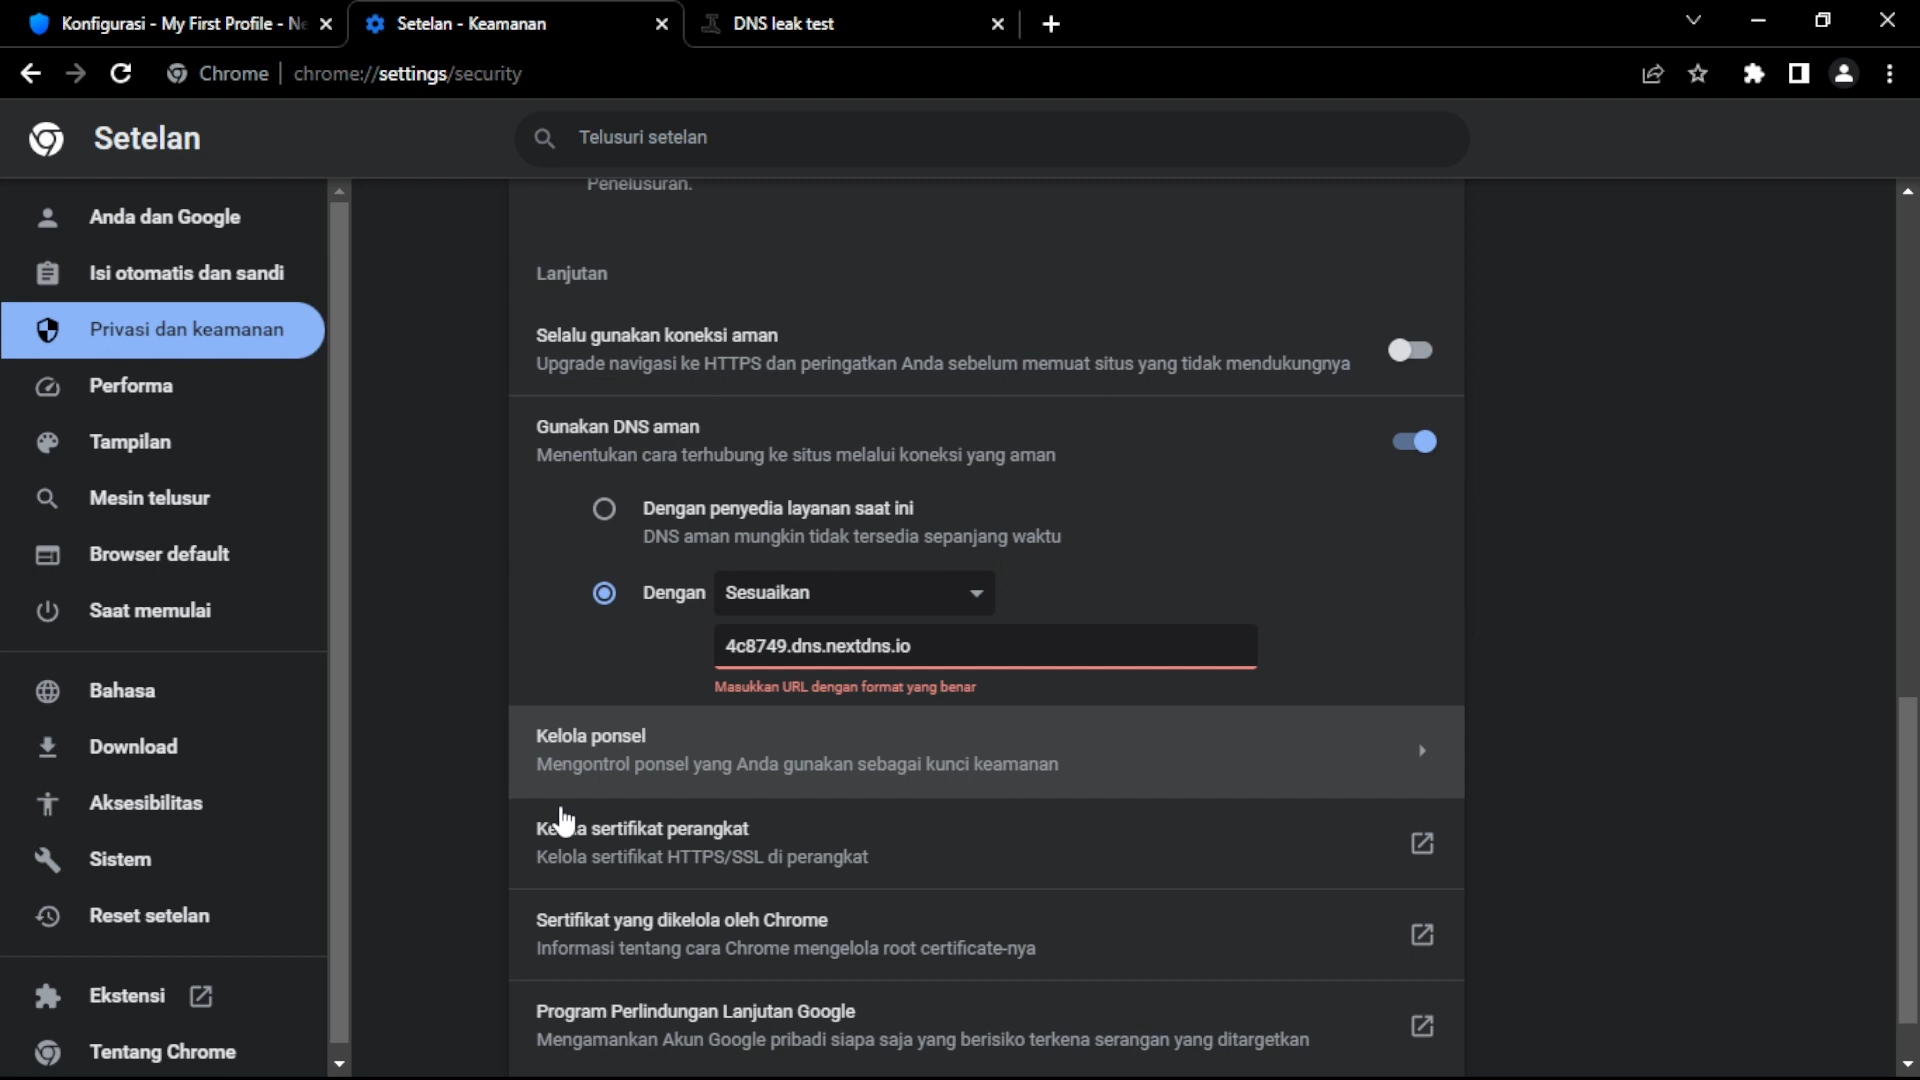 Konfigurasi - My First Profile - Ne
Setelan - Keamanan
DNS leak test
Chrome
chrome://settings/security
Setelan
Telusuri setelan
Anda dan Google
Isi otomatis dan sandi
Privasi dan keamanan
Performa
Tampilan
Mesin telusur
Browser default
Saat memulai
Bahasa
Download
Aksesibilitas
Sistem
Reset setelan
Ekstensi
Tentang Chrome
Penelusuran.
Lanjutan
Selalu gunakan koneksi aman
Upgrade navigasi ke HTTPS dan peringatkan Anda sebelum memuat situs yang tidak mendukungnya
Gunakan DNS aman
Menentukan cara terhubung ke situs melalui koneksi yang aman
Dengan penyedia layanan saat ini
DNS aman mungkin tidak tersedia sepanjang waktu
Dengan
Sesuaikan
4c8749.dns.nextdns.io
Masukkan URL dengan format yang benar
Kelola ponsel
Mengontrol ponsel yang Anda gunakan sebagai kunci keamanan
Kelola sertifikat perangkat
Kelola sertifikat HTTPS/SSL di perangkat
Sertifikat yang dikelola oleh Chrome
Informasi tentang cara Chrome mengelola root certificate-nya
Program Perlindungan Lanjutan Google
Mengamankan Akun Google pribadi siapa saja yang berisiko terkena serangan yang ditargetkan